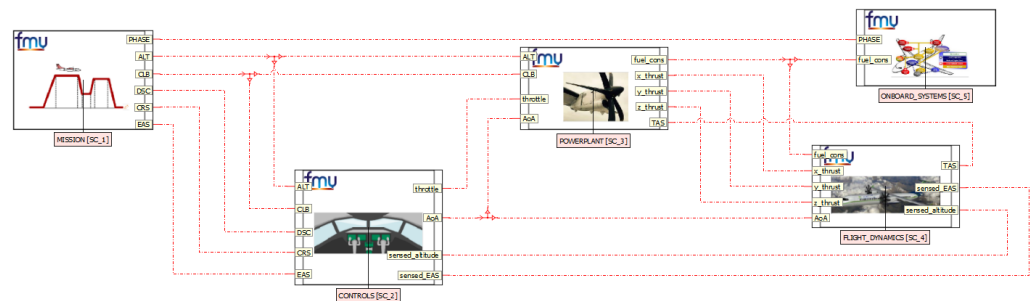 fmu
PHASE
ALT
CLB
DSC
CRS
EAS
MISSION [SC_1]
fmu
ALT
CLB
DSC
CRS
EAS
throttle
AoA
sensed_altitude
sensed_EAS
CONTROLS [SC_2]
fmu
ALT
CLB
throttle
AoA
fuel_cons
x_thrust
y_thrust
z_thrust
TAS
POWERPLANT [SC_3]
fmu
PHASE
fuel_cons
ONBOARD_SYSTEMS [SC_5]
fmu
fuel_cons
x_thrust
y_thrust
z_thrust
AoA
TAS
sensed_EAS
sensed_altitude
FLIGHT_DYNAMICS [SC_4]